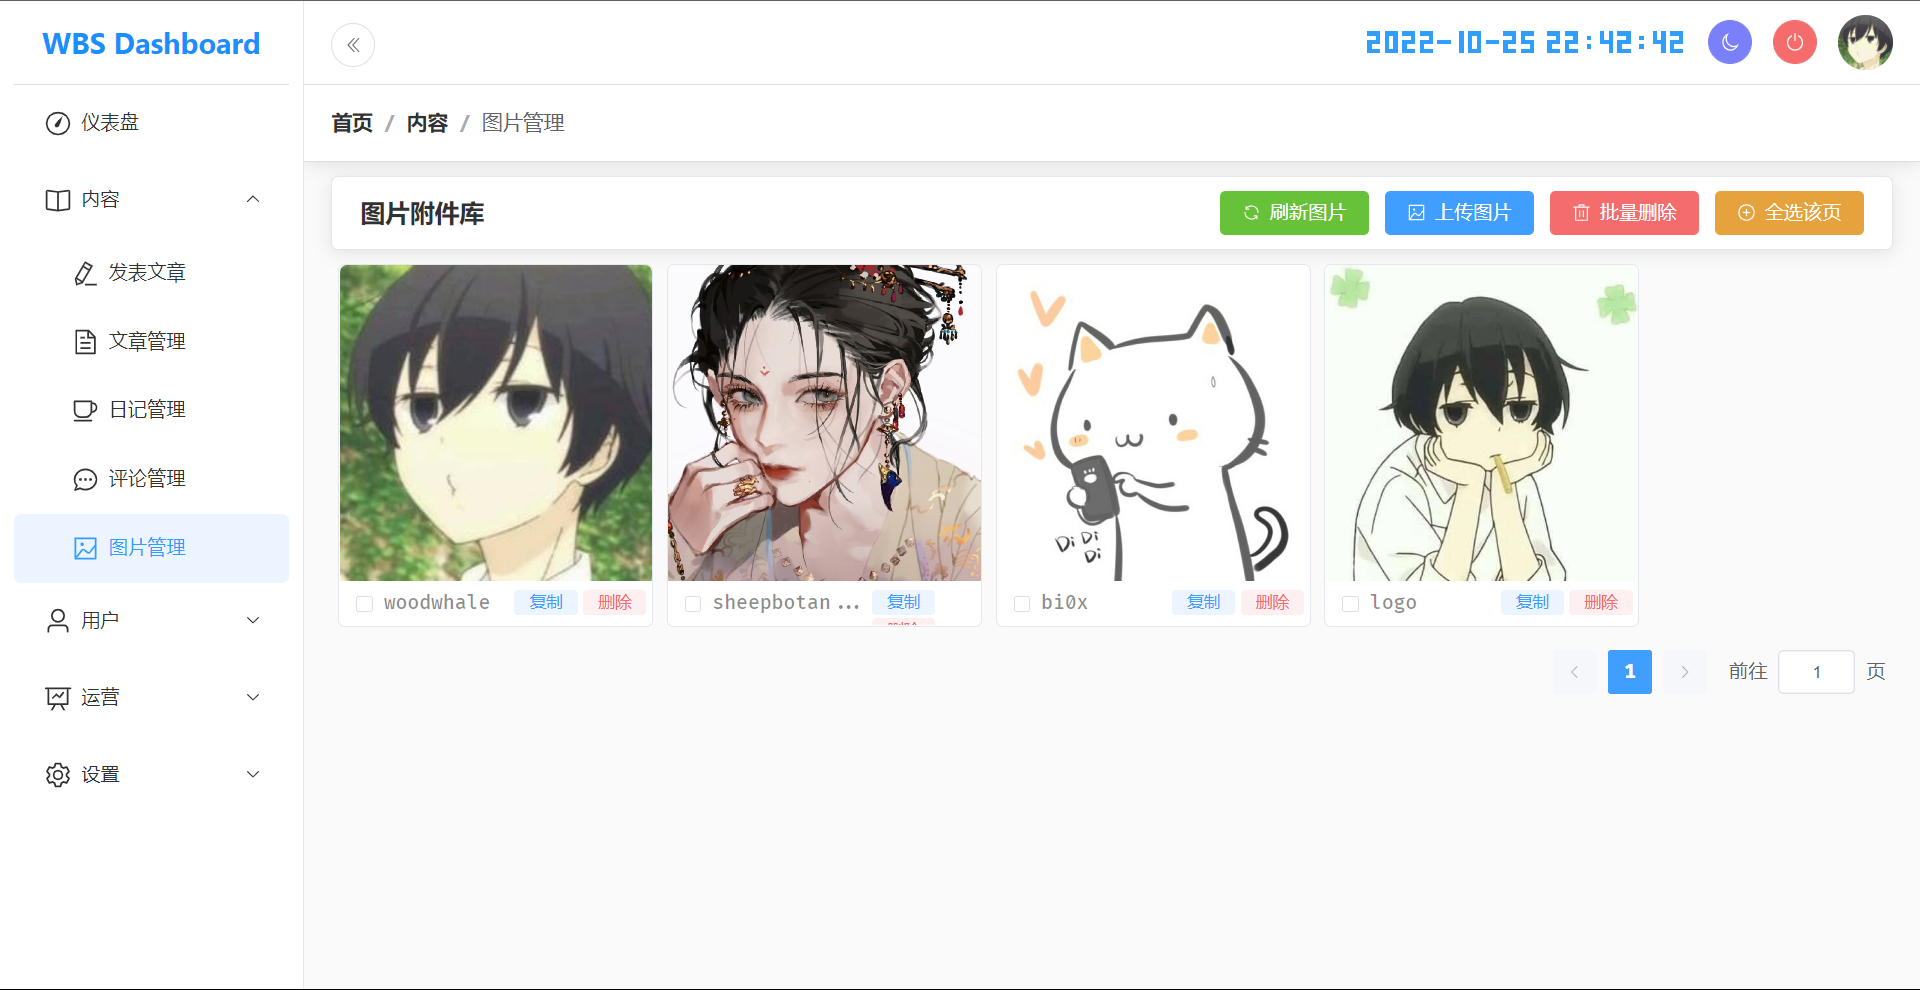 WBS Dashboard
2022-10-25 22:42:42
仪表盘
内容
发表文章
文章管理
日记管理
评论管理
图片管理
用户
运营
设置
首页 / 内容 / 图片管理
图片附件库
刷新图片
上传图片
批量删除
全选该页
Di Di
Di
woodwhale 复制 删除
sheepbotan ... 复制
删除
bi0x 复制 删除
logo 复制 删除
1 前往 1 页